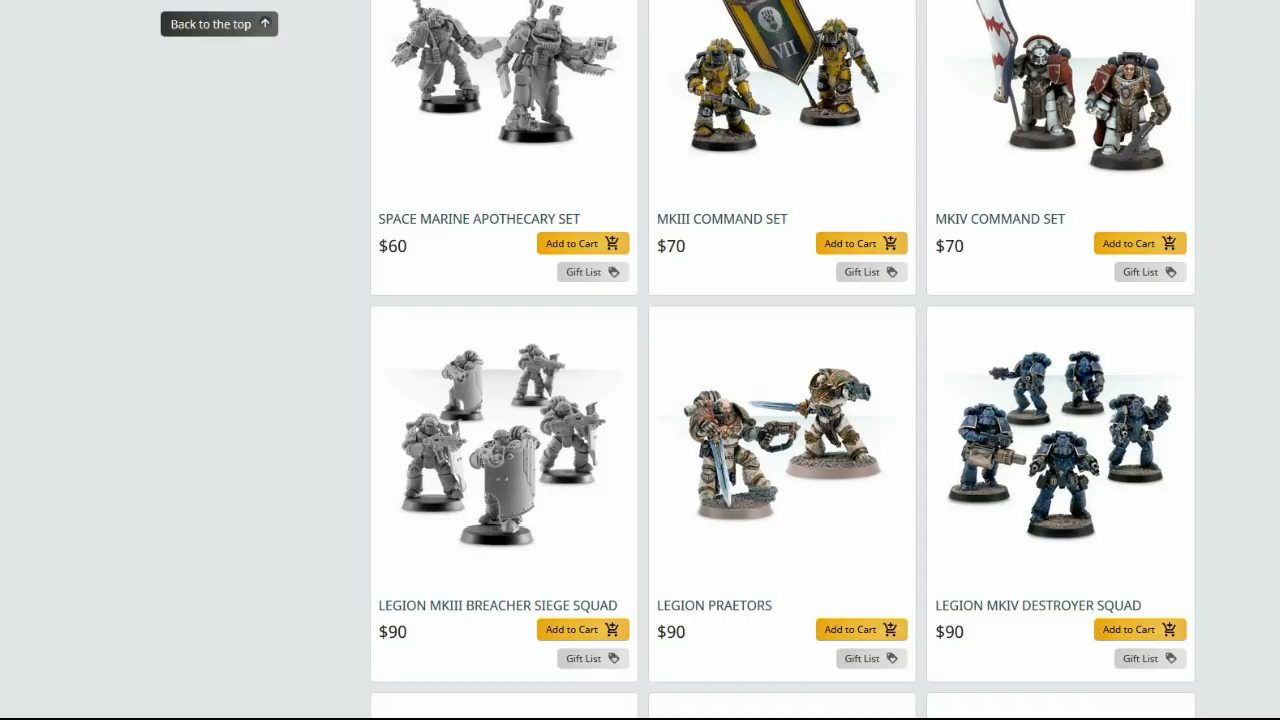 Back to the top
VII
SPACE MARINE APOTHECARY SET
$60
Add to Cart
Gift List
MKIII COMMAND SET
$70
Add to Cart
Gift List
MKIV COMMAND SET
$70
Add to Cart
Gift List
LEGION MKIII BREACHER SIEGE SQUAD
$90
Add to Cart
Gift List
LEGION PRAETORS
$90
Add to Cart
Gift List
LEGION MKIV DESTROYER SQUAD
$90
Add to Cart
Gift List